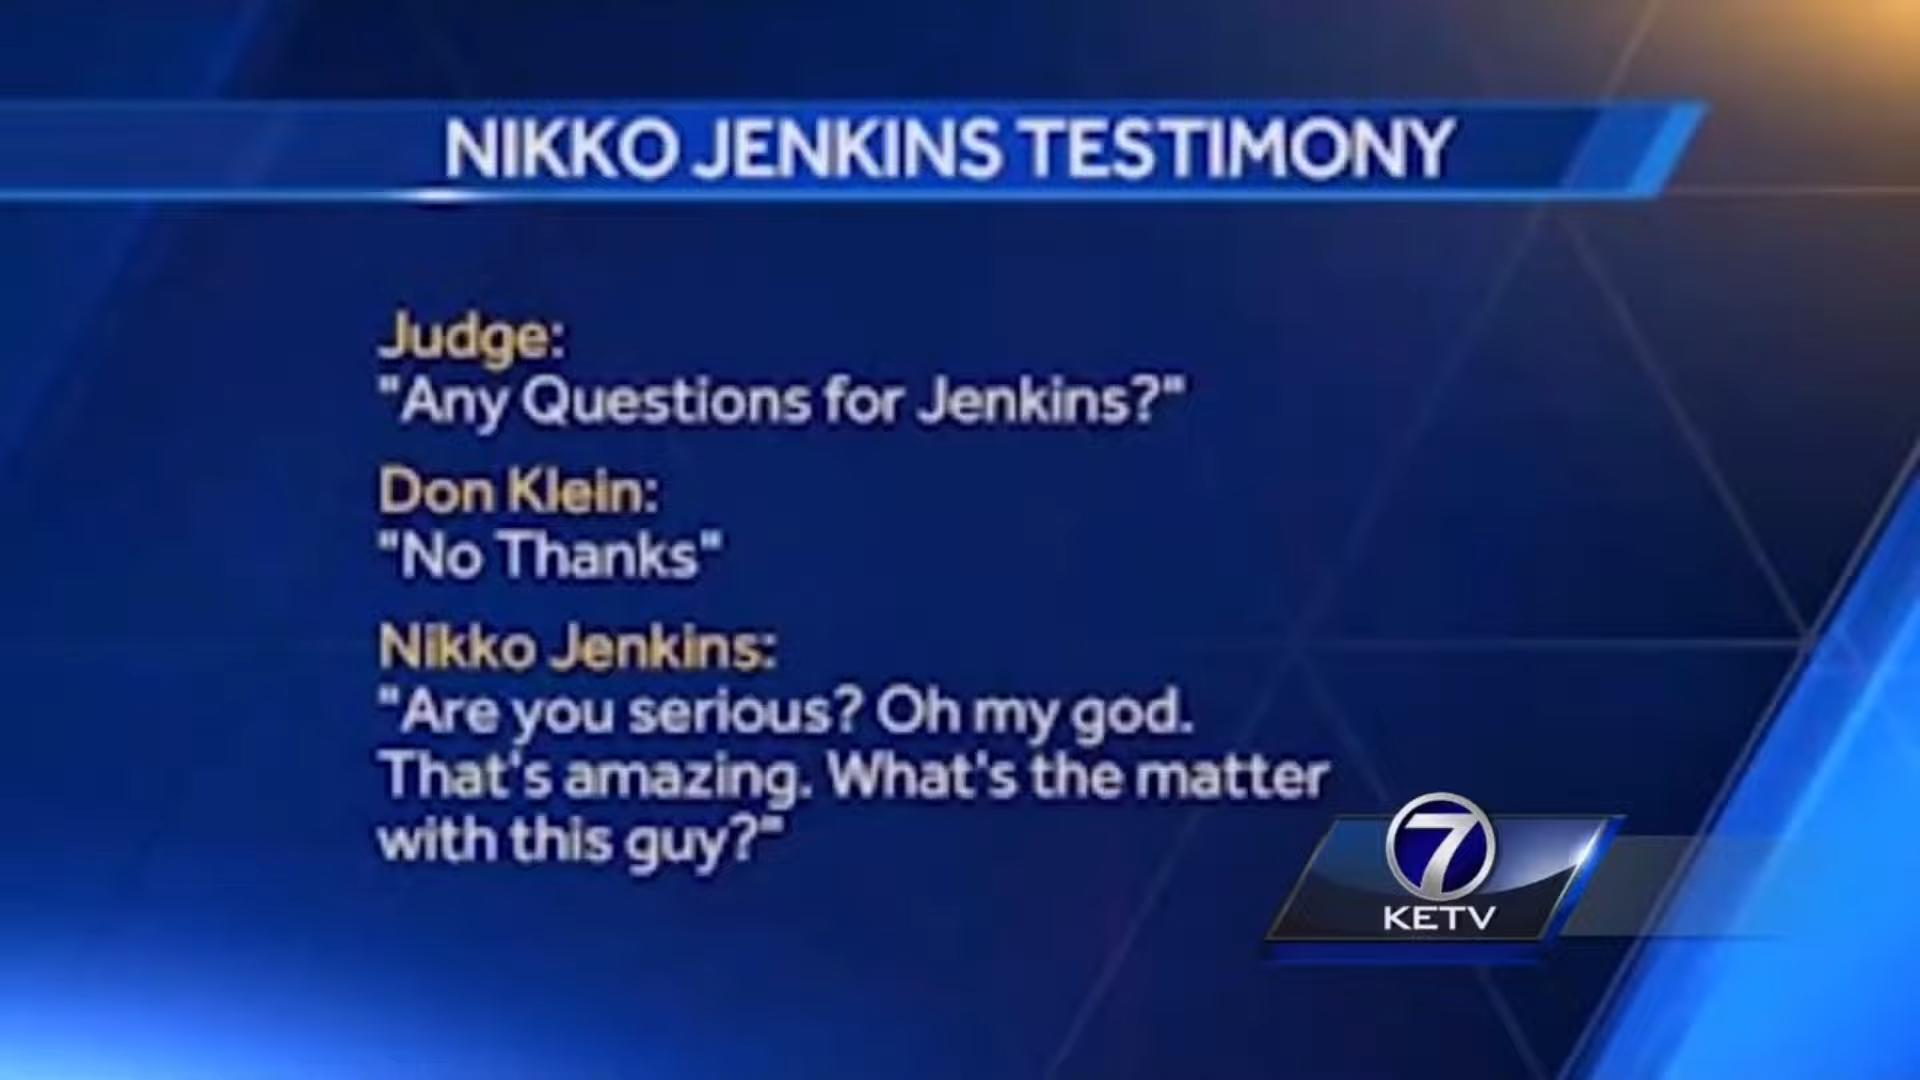 NIKKO JENKINS TESTIMONY
Judge:
"Any Questions for Jenkins?"
Don Klein:
"No Thanks"
Nikko Jenkins:
"Are you serious? Oh my god.
That's amazing. What's the matter
with this guy?"
7
KETV